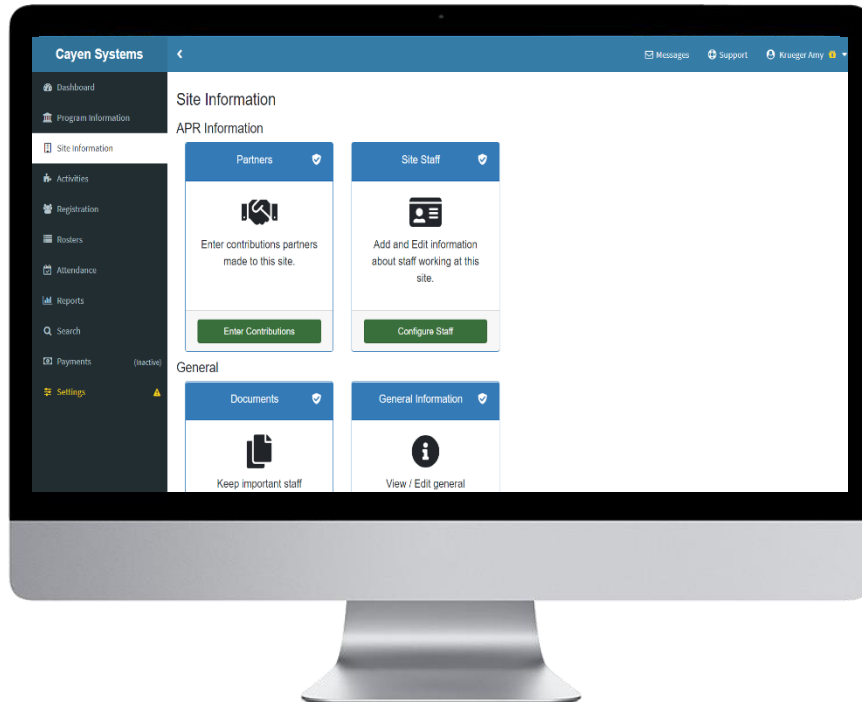 Cayen Systems
Messages
Support
Krueger Amy
Dashboard
Program Information
Site Information
Activities
Registration
Rosters
Attendance
Reports
Search
Payments (Inactive)
Settings
Site Information
APR Information
Partners
Enter contributions partners
made to this site.
Enter Contributions
Site Staff
Add and Edit information
about staff working at this
site.
Configure Staff
General
Documents
Keep important staff
General Information
View / Edit general